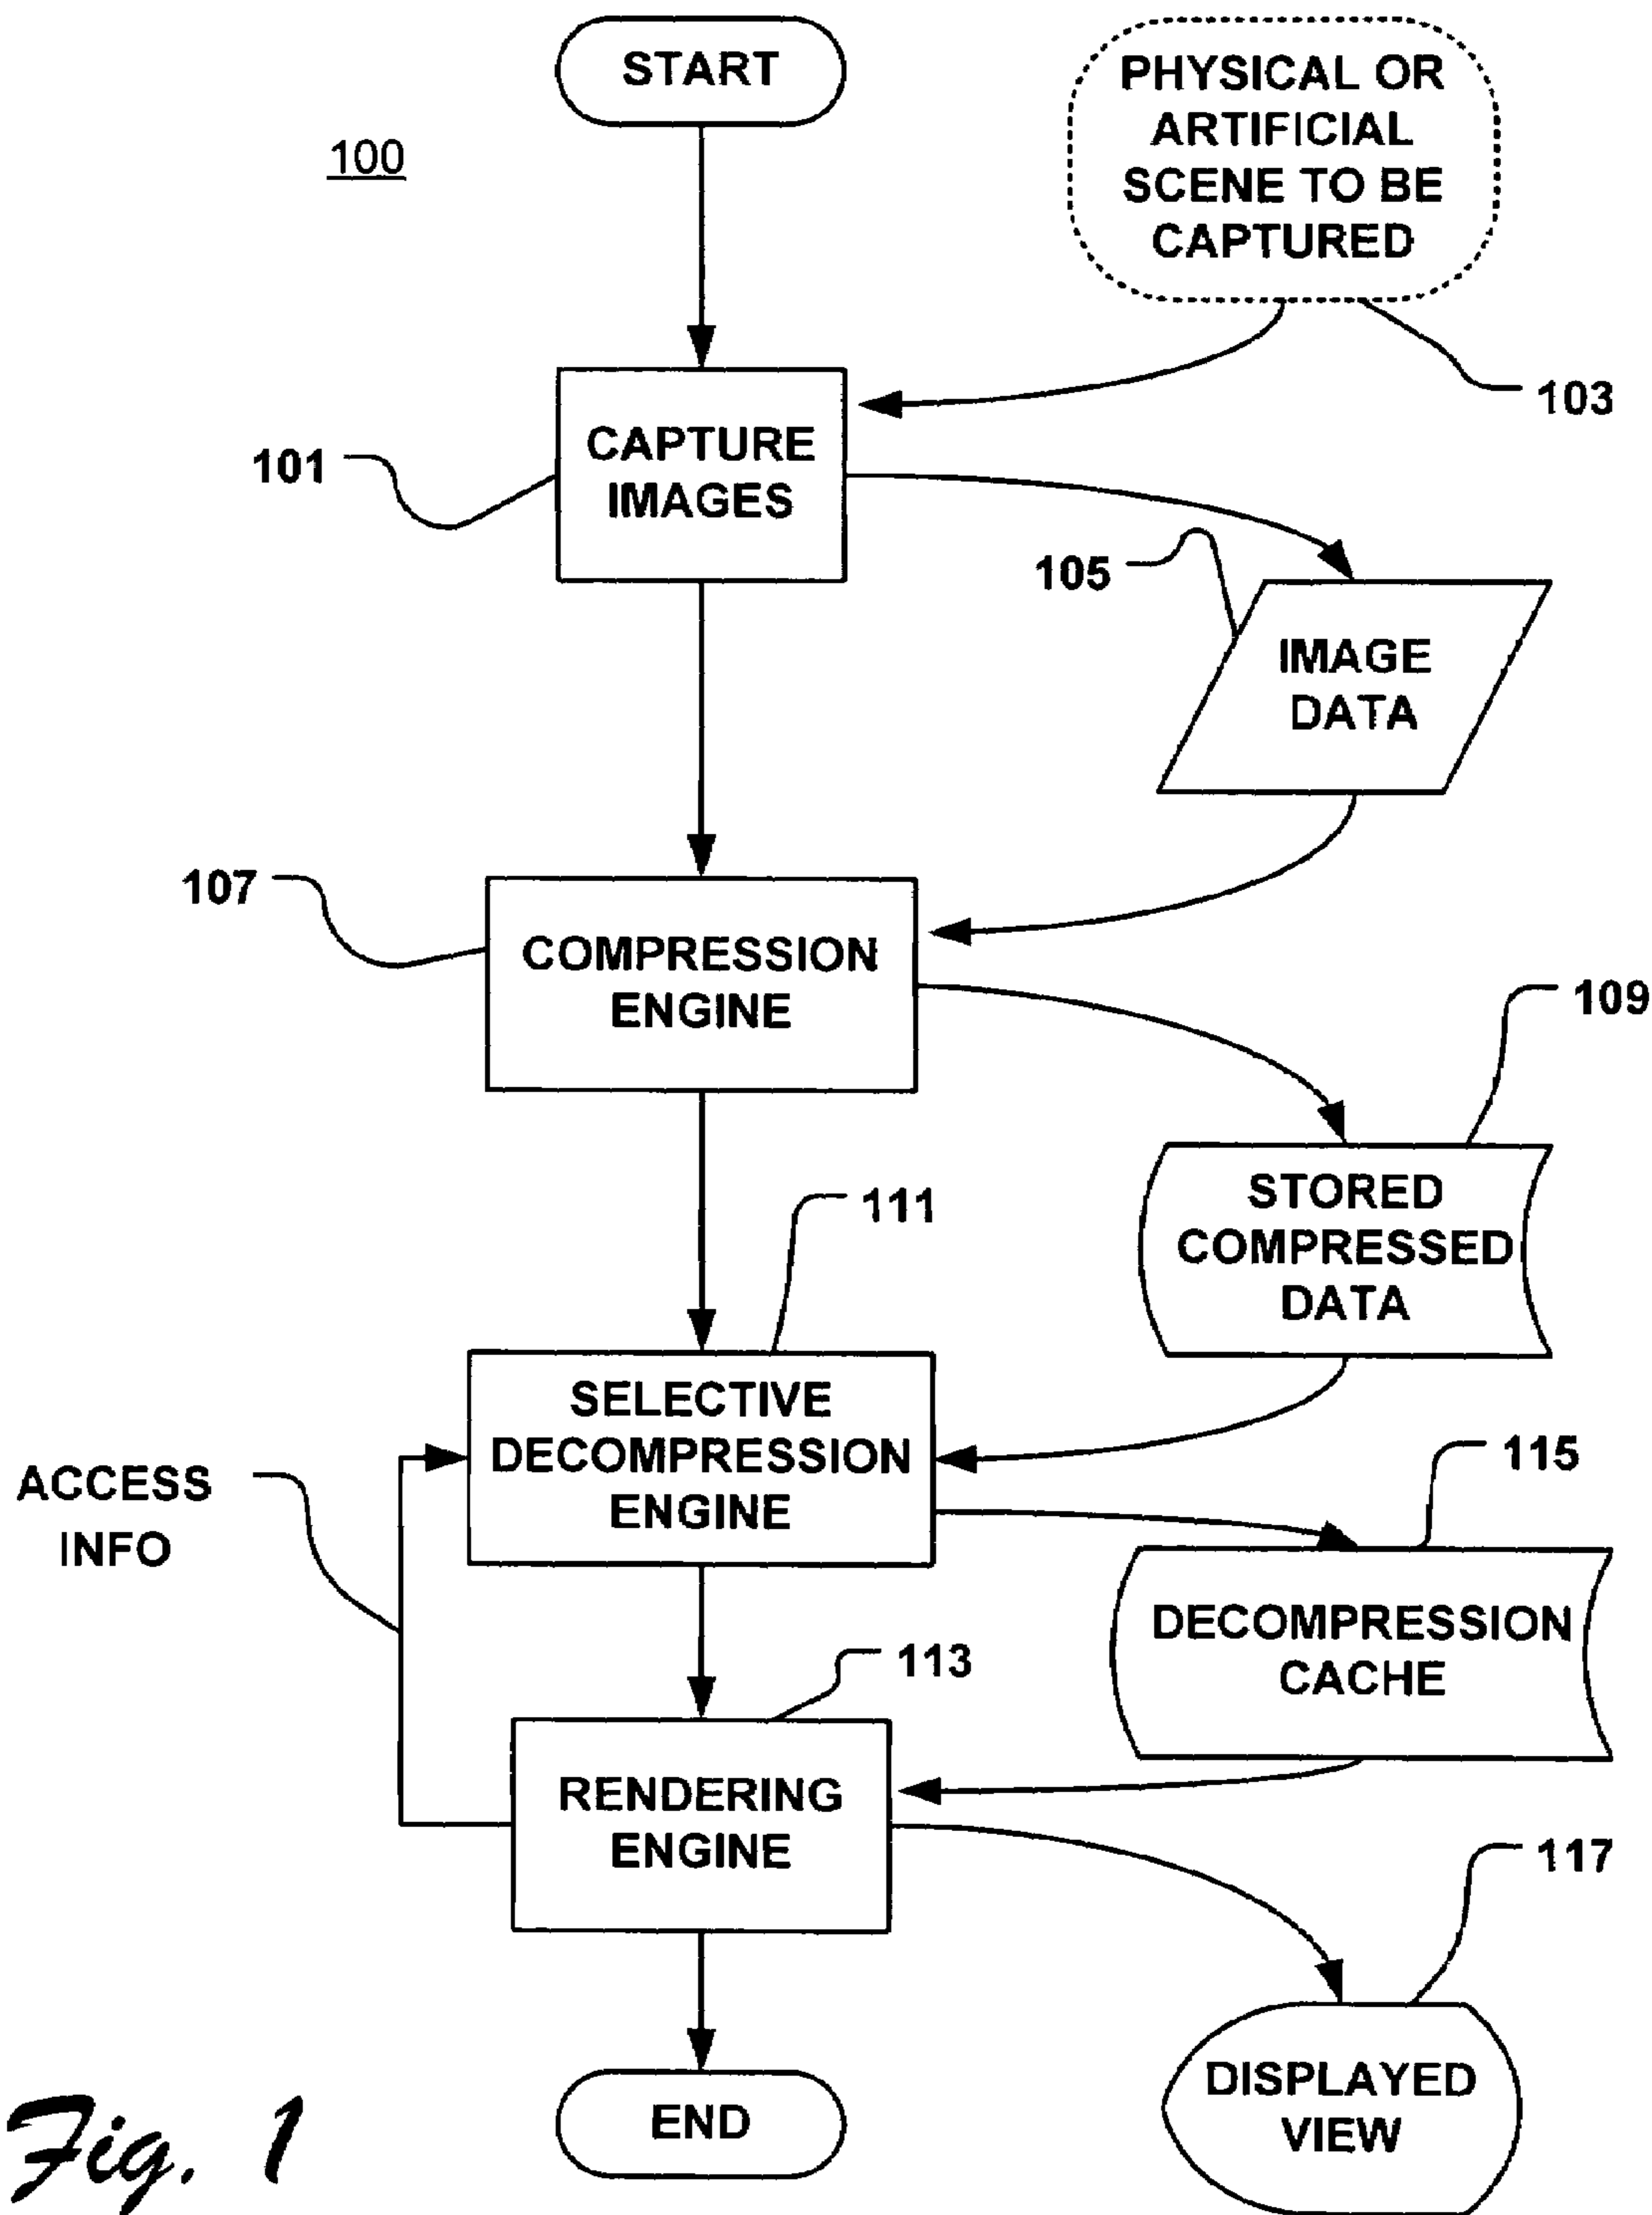 START
PHYSICAL OR
ARTIFICIAL
SCENE TO BE
CAPTURED
100
103
CAPTURE
IMAGES
101
105
IMAGE
DATA
107
COMPRESSION
ENGINE
109
STORED
COMPRESSED
DATA
111
SELECTIVE
DECOMPRESSION
ENGINE
ACCESS
INFO
115
DECOMPRESSION
CACHE
113
RENDERING
ENGINE
117
DISPLAYED
VIEW
END
Fig. 1